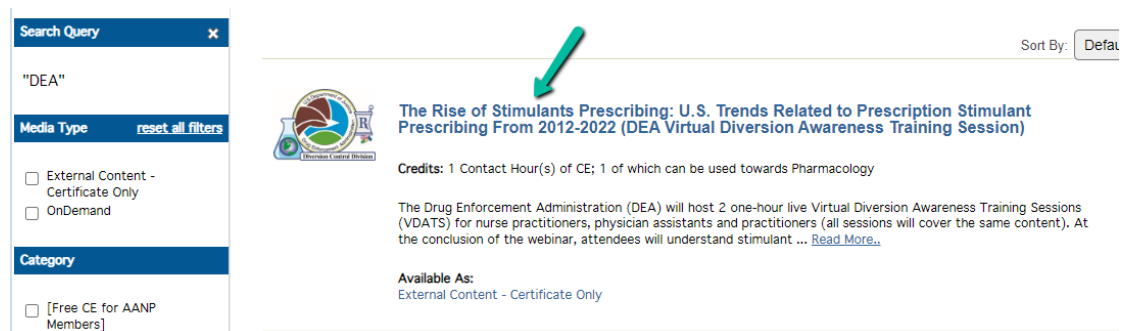 Search Query x
"DEA"
Media Type reset all filters
External Content -
Certificate Only
OnDemand
Category
[Free CE for AANP
Members]
Sort By:
The Rise of Stimulants Prescribing: U.S. Trends Related to Prescription Stimulant
Prescribing From 2012-2022 (DEA Virtual Diversion Awareness Training Session)
Credits: 1 Contact Hour(s) of CE; 1 of which can be used towards Pharmacology
The Drug Enforcement Administration (DEA) will host 2 one-hour live Virtual Diversion Awareness Training Sessions
(VDATS) for nurse practitioners, physician assistants and practitioners (all sessions will cover the same content). At
the conclusion of the webinar, attendees will understand stimulant ... Read More..
Available As:
External Content - Certificate Only
R
Diversion Control Division